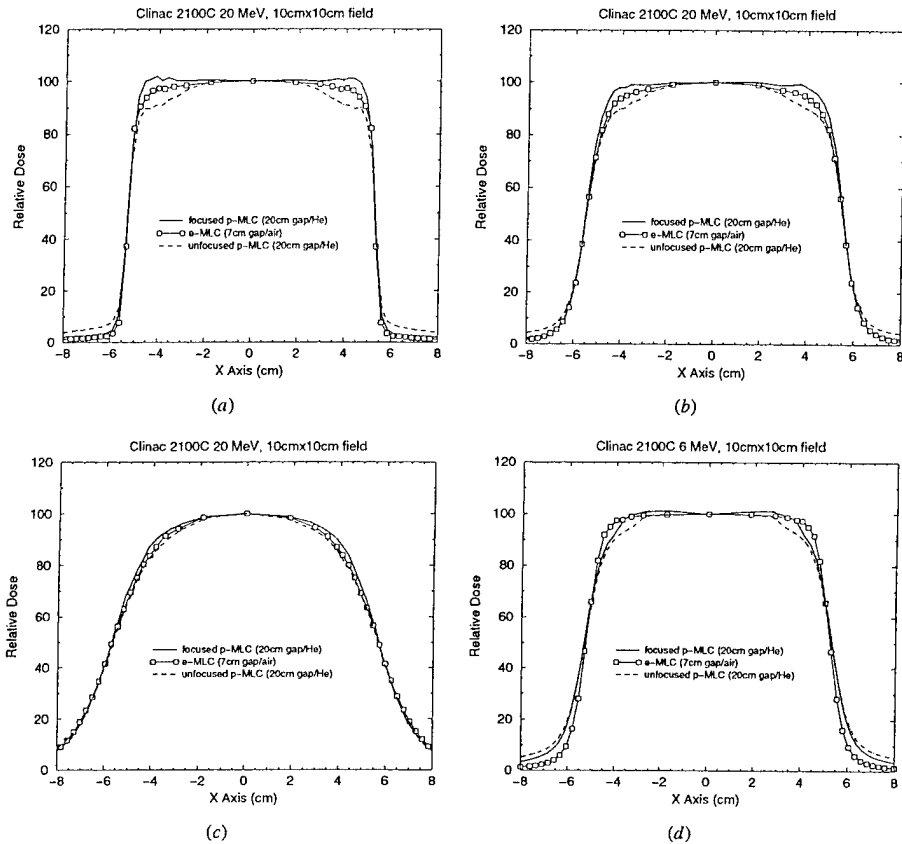 Clinac 2100C 20 MeV, 10cmx10cm field
120
100
80
60
40
20
0
Relative Dose
focused p-MLC (20cm gap/He)
e-MLC (7cm gap/air)
unfocused p-MLC (20cm gap/He)
-8 -6 -4 -2 0 2 4 6 8
X Axis (cm)
(a)
Clinac 2100C 20 MeV, 10cmx10cm field
120
100
80
60
40
20
0
Relative Dose
focused p-MLC (20cm gap/He)
e-MLC (7cm gap/air)
unfocused p-MLC (20cm gap/He)
-8 -6 -4 -2 0 2 4 6 8
X Axis (cm)
(b)
Clinac 2100C 20 MeV, 10cmx10cm field
120
100
80
60
40
20
0
Relative Dose
focused p-MLC (20cm gap/He)
e-MLC (7cm gap/air)
unfocused p-MLC (20cm gap/He)
-8 -6 -4 -2 0 2 4 6 8
X Axis (cm)
(c)
Clinac 2100C 6 MeV, 10cmx10cm field
120
100
80
60
40
20
0
Relative Dose
focused p-MLC (20cm gap/He)
e-MLC (7cm gap/air)
unfocused p-MLC (20cm gap/He)
-8 -6 -4 -2 0 2 4 6 8
X Axis (cm)
(d)